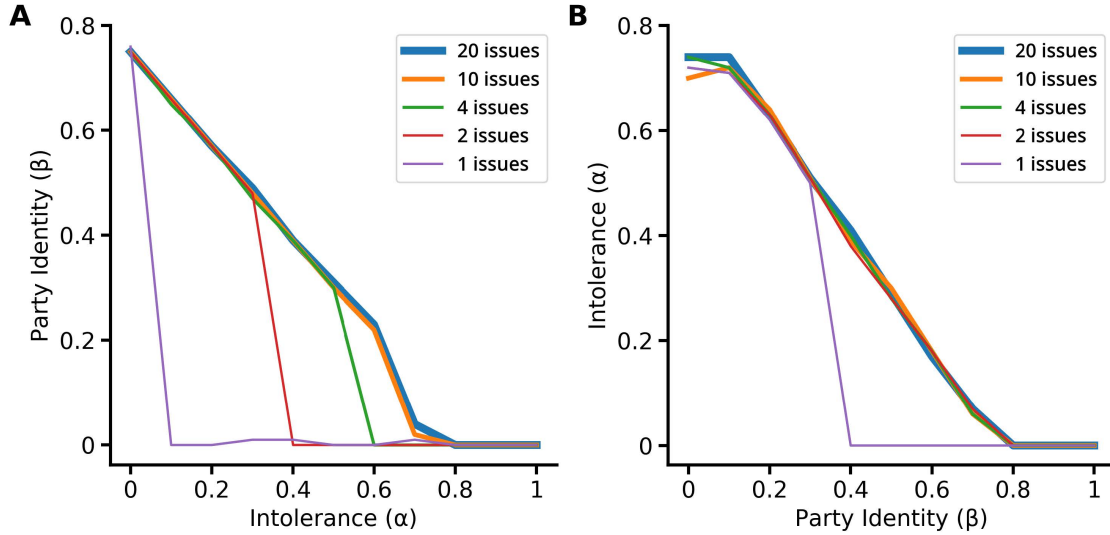 A
0.8
0.6
0.4
0.2
0
Party Identity (β)
20 issues
10 issues
4 issues
2 issues
1 issues
0 0.2 0.4 0.6 0.8 1
Intolerance (α)
B
0.8
0.6
0.4
0.2
0
Intolerance (α)
20 issues
10 issues
4 issues
2 issues
1 issues
0 0.2 0.4 0.6 0.8 1
Party Identity (β)